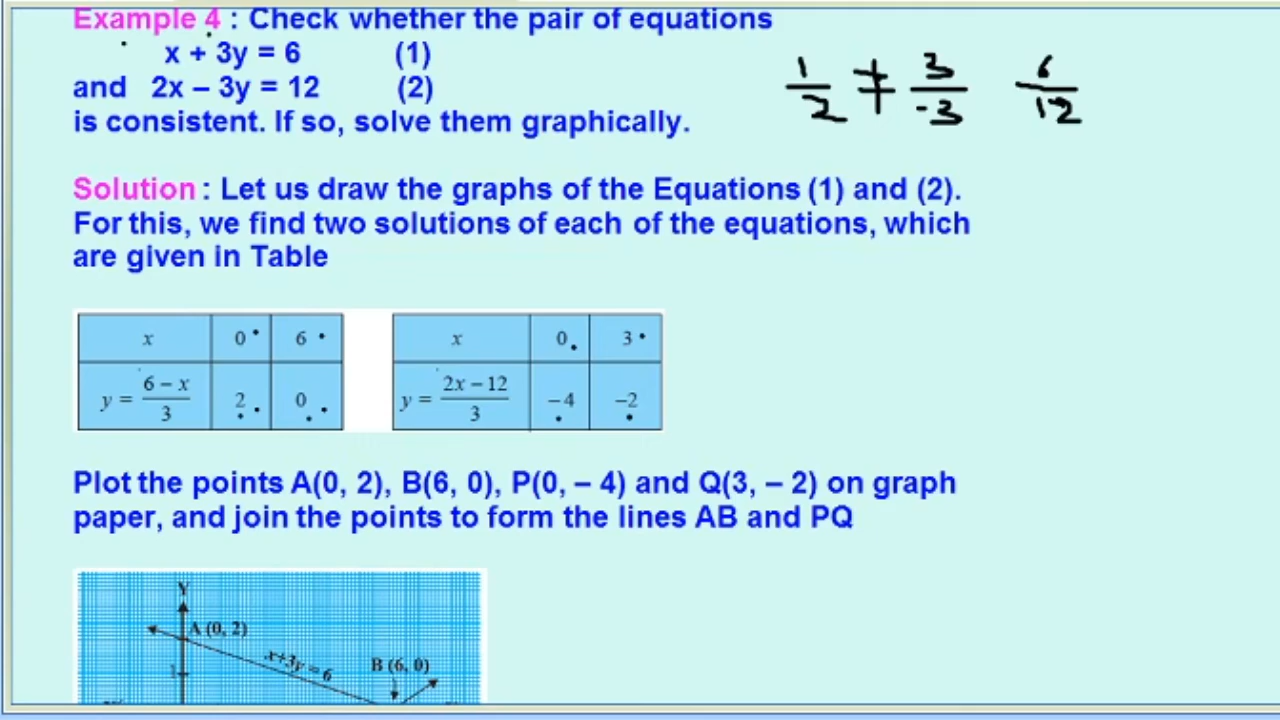 Example 4 : Check whether the pair of equations
x + 3y = 6 (1)
and 2x – 3y = 12 (2)
is consistent. If so, solve them graphically.
1/2 ≠ 3/-3 6/12
Solution : Let us draw the graphs of the Equations (1) and (2).
For this, we find two solutions of each of the equations, which
are given in Table
x 0 6
y = (6 – x)/3 2 0
x 0 3
y = (2x – 12)/3 –4 –2
Plot the points A(0, 2), B(6, 0), P(0, – 4) and Q(3, – 2) on graph
paper, and join the points to form the lines AB and PQ
Y
A (0, 2)
x+3y = 6
B (6, 0)
1